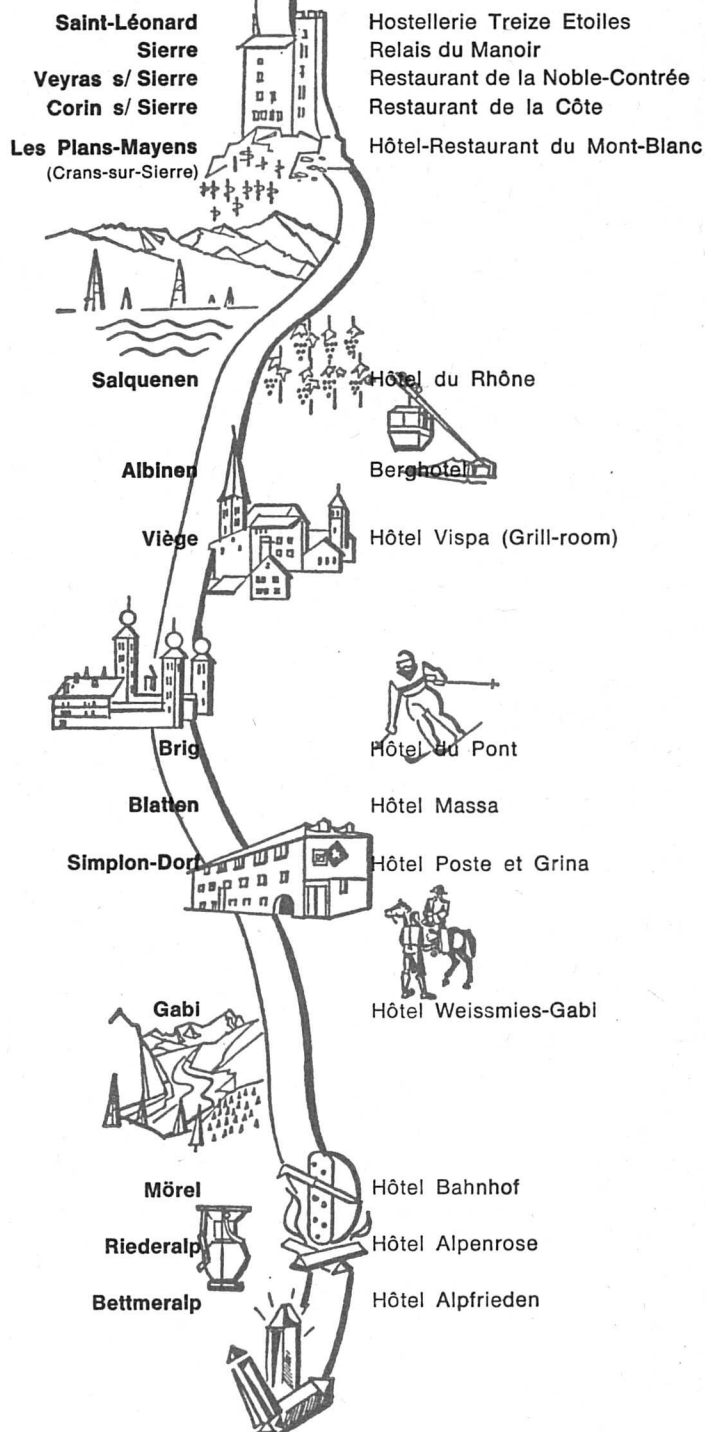 Saint-Léonard Hostellerie Treize Etoiles
Sierre Relais du Manoir
Veyras s/ Sierre Restaurant de la Noble-Contrée
Corin s/ Sierre Restaurant de la Côte
Les Plans-Mayens Hôtel-Restaurant du Mont-Blanc
(Crans-sur-Sierre)
Salquenen Hôtel du Rhône
Albinen Berghotel
Viège Hôtel Vispa (Grill-room)
Brig Hôtel du Pont
Blatten Hôtel Massa
Simplon-Dorf Hôtel Poste et Grina
Gabi Hôtel Weissmies-Gabi
Mörel Hôtel Bahnhof
Riederalp Hôtel Alpenrose
Bettmeralp Hôtel Alpfrieden